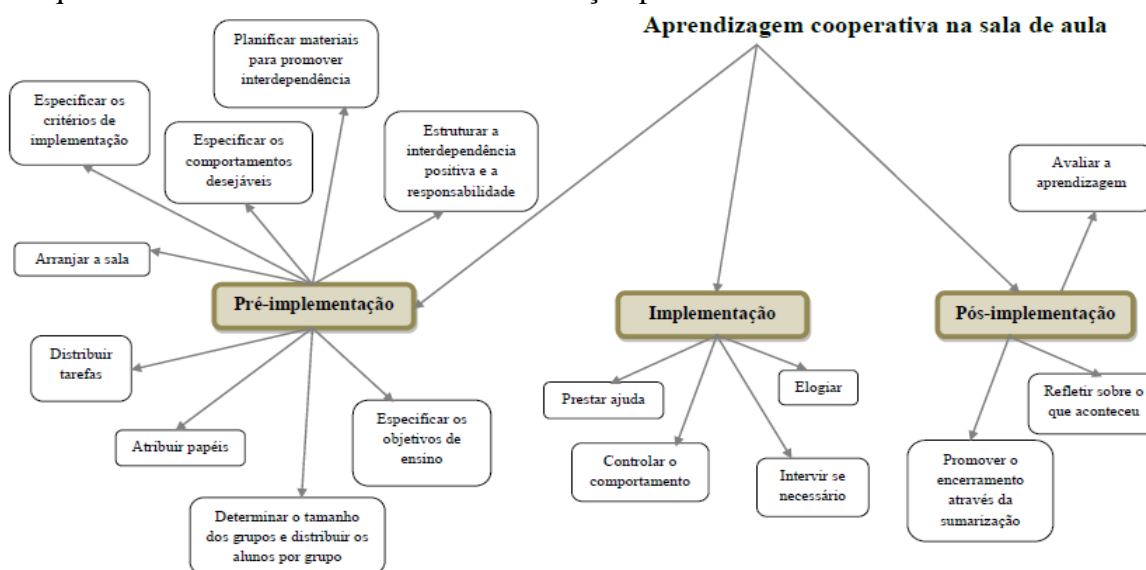 Aprendizagem cooperativa na sala de aula
Planificar materiais
para promover
interdependência
Especificar os
critérios de
implementação
Especificar os
comportamentos
desejáveis
Estruturar a
interdependência
positiva e a
responsabilidade
Avaliar a
aprendizagem
Arranjar a sala
Pré-implementação
Implementação
Pós-implementação
Distribuir
tarefas
Atribuir papéis
Especificar os
objetivos de
ensino
Determinar o tamanho
dos grupos e distribuir os
alunos por grupo
Prestar ajuda
Elogiar
Controlar o
comportamento
Intervir se
necessário
Refletir sobre o
que aconteceu
Promover o
encerramento
através da
sumarização